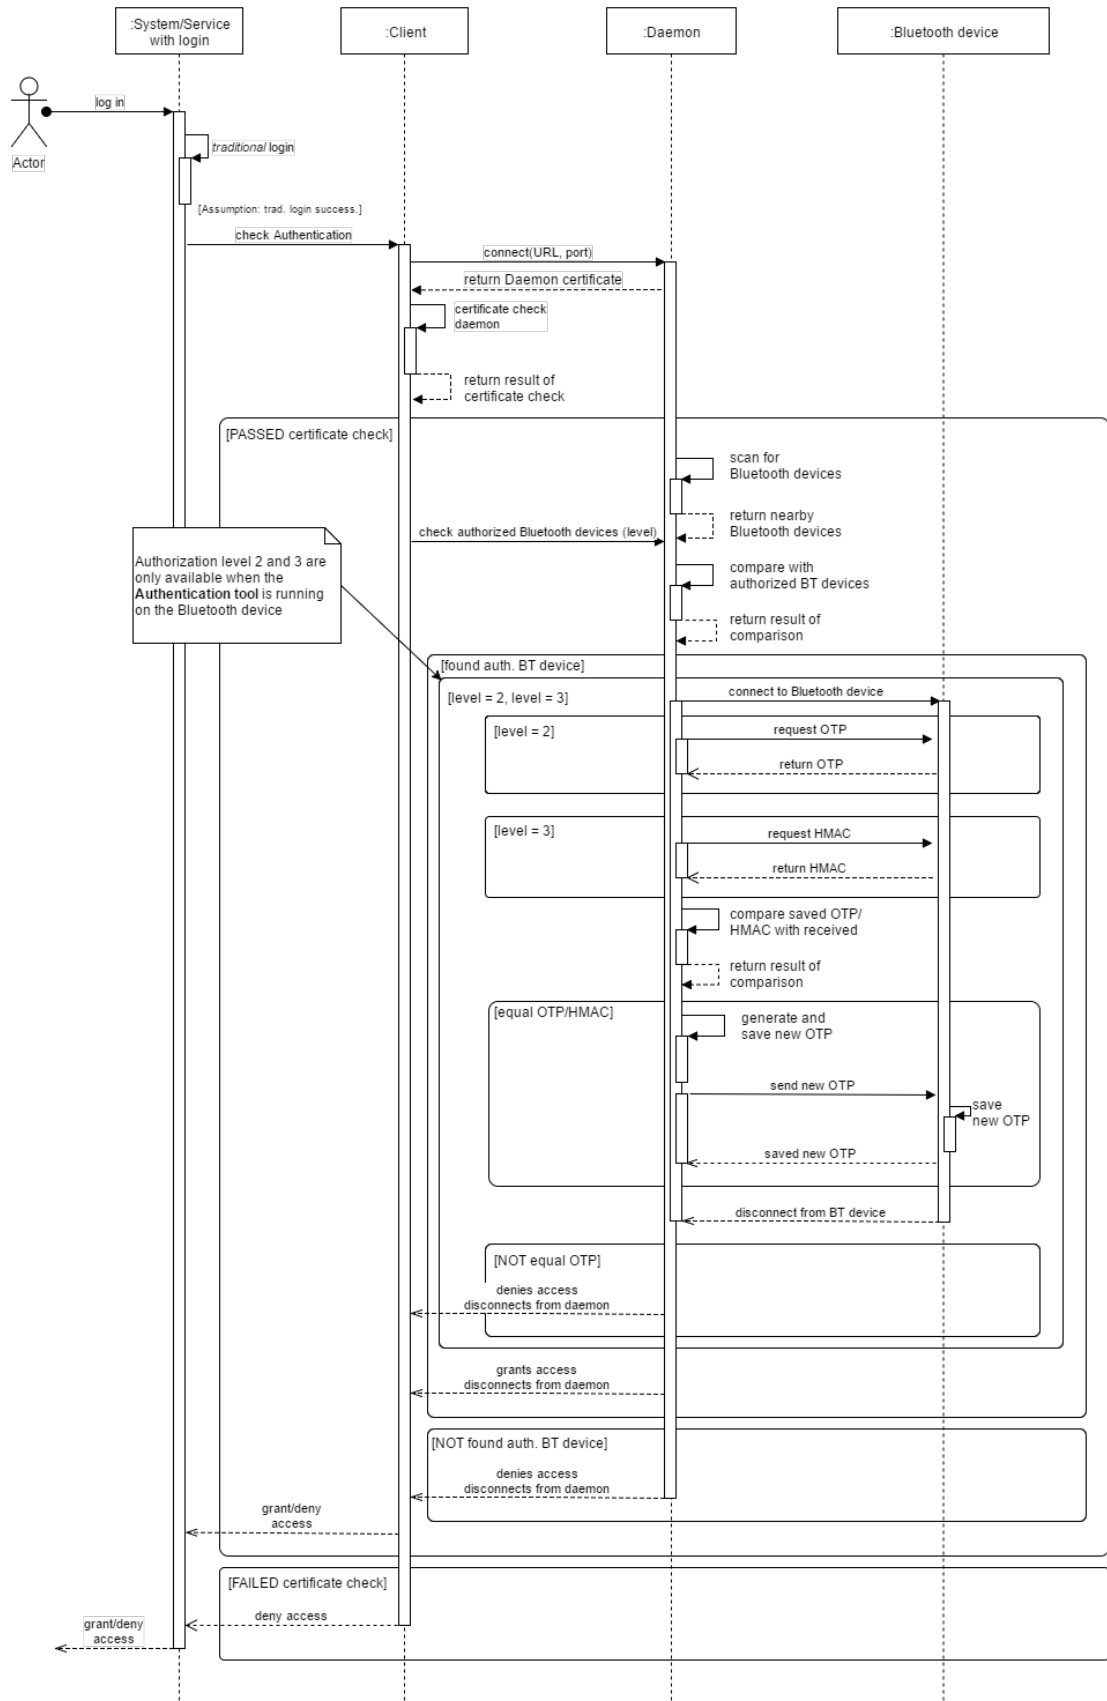 :System/Service
with login
:Client
:Daemon
:Bluetooth device
log in
Actor
traditional login
[Assumption: trad. login success.]
check Authentication
connect(URL, port)
return Daemon certificate
certificate check
daemon
return result of
certificate check
[PASSED certificate check]
scan for
Bluetooth devices
return nearby
Bluetooth devices
check authorized Bluetooth devices (level)
Authorization level 2 and 3 are
only available when the
Authentication tool is running
on the Bluetooth device
compare with
authorized BT devices
return result of
comparison
[found auth. BT device]
[level = 2, level = 3]
connect to Bluetooth device
[level = 2]
request OTP
return OTP
[level = 3]
request HMAC
return HMAC
compare saved OTP/
HMAC with received
return result of
comparison
[equal OTP/HMAC]
generate and
save new OTP
send new OTP
save
new OTP
saved new OTP
disconnect from BT device
[NOT equal OTP]
denies access
disconnects from daemon
grants access
disconnects from daemon
[NOT found auth. BT device]
denies access
disconnects from daemon
grant/deny
access
[FAILED certificate check]
deny access
grant/deny
access